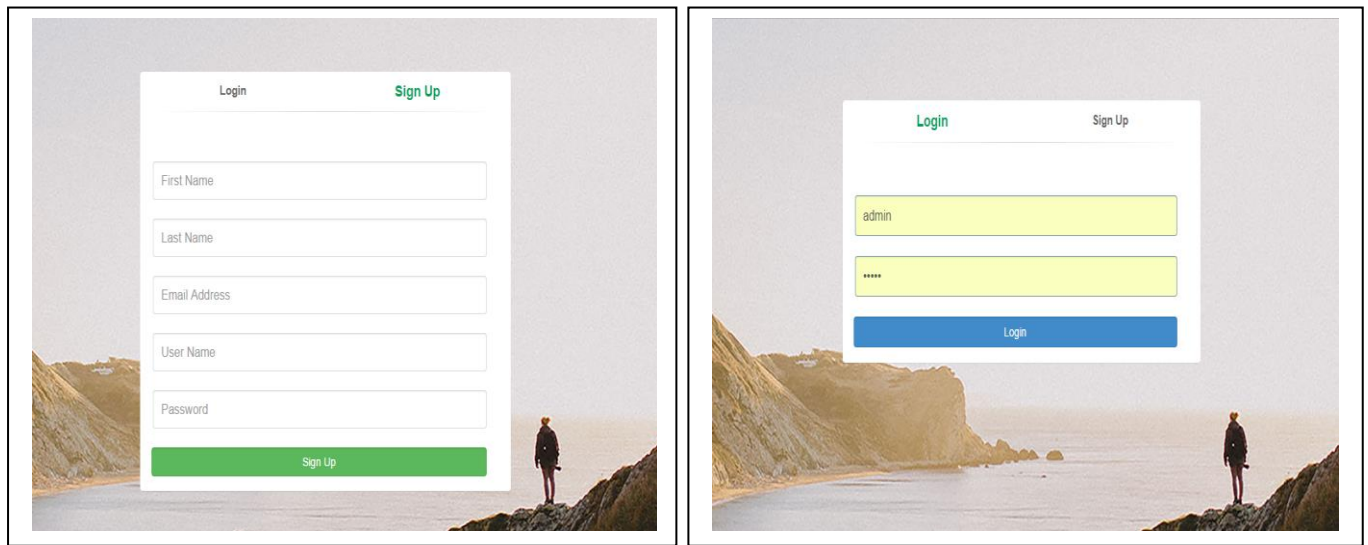 Login Sign Up
First Name
Last Name
Email Address
User Name
Password
Sign Up
Login Sign Up
admin
•••••
Login